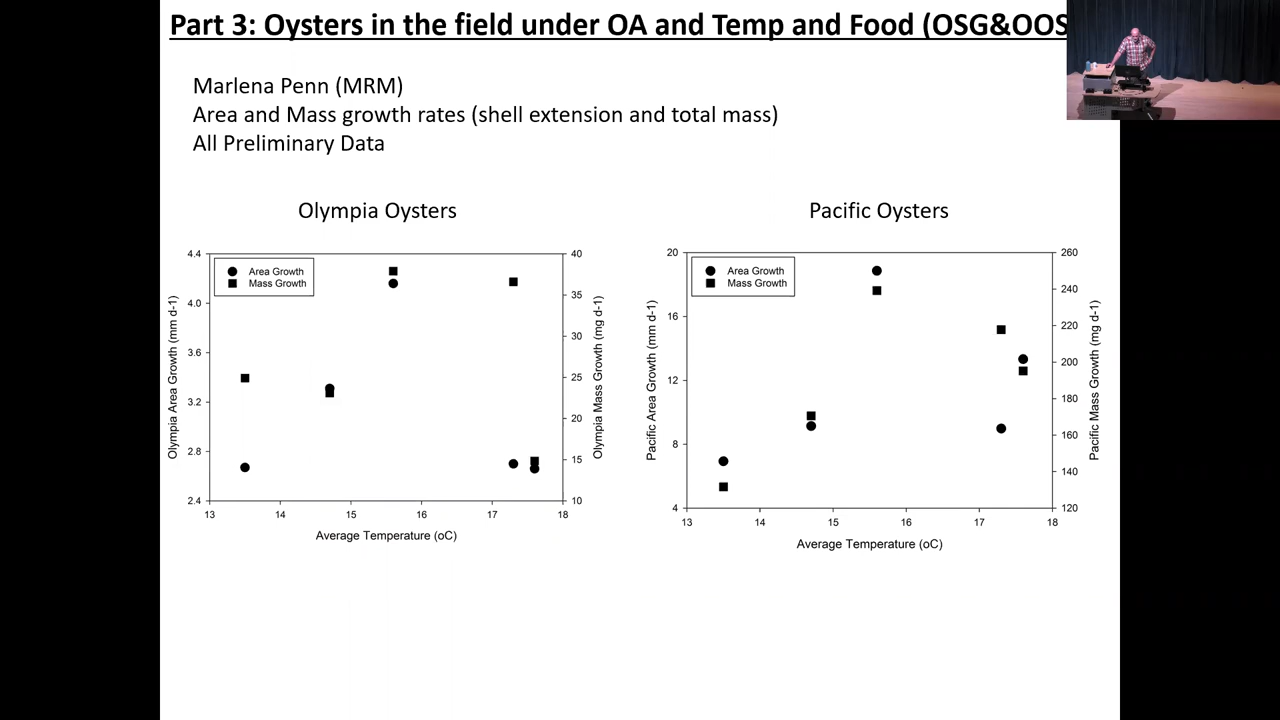 Part 3: Oysters in the field under OA and Temp and Food (OSG&OOS
Marlena Penn (MRM)
Area and Mass growth rates (shell extension and total mass)
All Preliminary Data
Olympia Oysters
4.4
4.0
3.6
3.2
2.8
2.4
Olympia Area Growth (mm d-1)
Area Growth
Mass Growth
40
35
30
25
20
15
10
Olympia Mass Growth (mg d-1)
13 14 15 16 17 18
Average Temperature (oC)
Pacific Oysters
20
16
12
8
4
Pacific Area Growth (mm d-1)
Area Growth
Mass Growth
260
240
220
200
180
160
140
120
Pacific Mass Growth (mg d-1)
13 14 15 16 17 18
Average Temperature (oC)